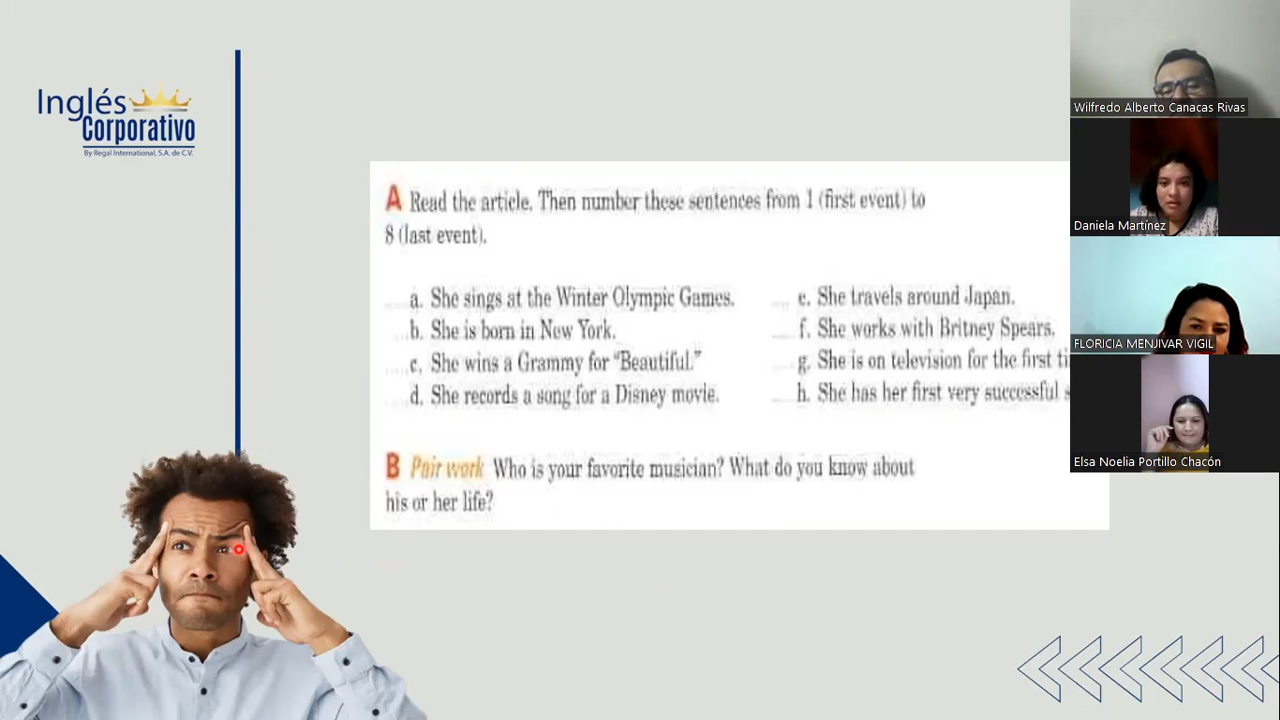 Inglés
Corporativo
By Regal International, S.A. de C.V.
A Read the article. Then number these sentences from 1 (first event) to
8 (last event).
a. She sings at the Winter Olympic Games.
b. She is born in New York.
c. She wins a Grammy for "Beautiful."
d. She records a song for a Disney movie.
e. She travels around Japan.
f. She works with Britney Spears.
g. She is on television for the first
h. She has her first very successful
B Pair work Who is your favorite musician? What do you know about
his or her life?
Wilfredo Alberto Canacas Rivas
Daniela Martínez
FLORICIA MENJIVAR VIGIL
Elsa Noelia Portillo Chacón